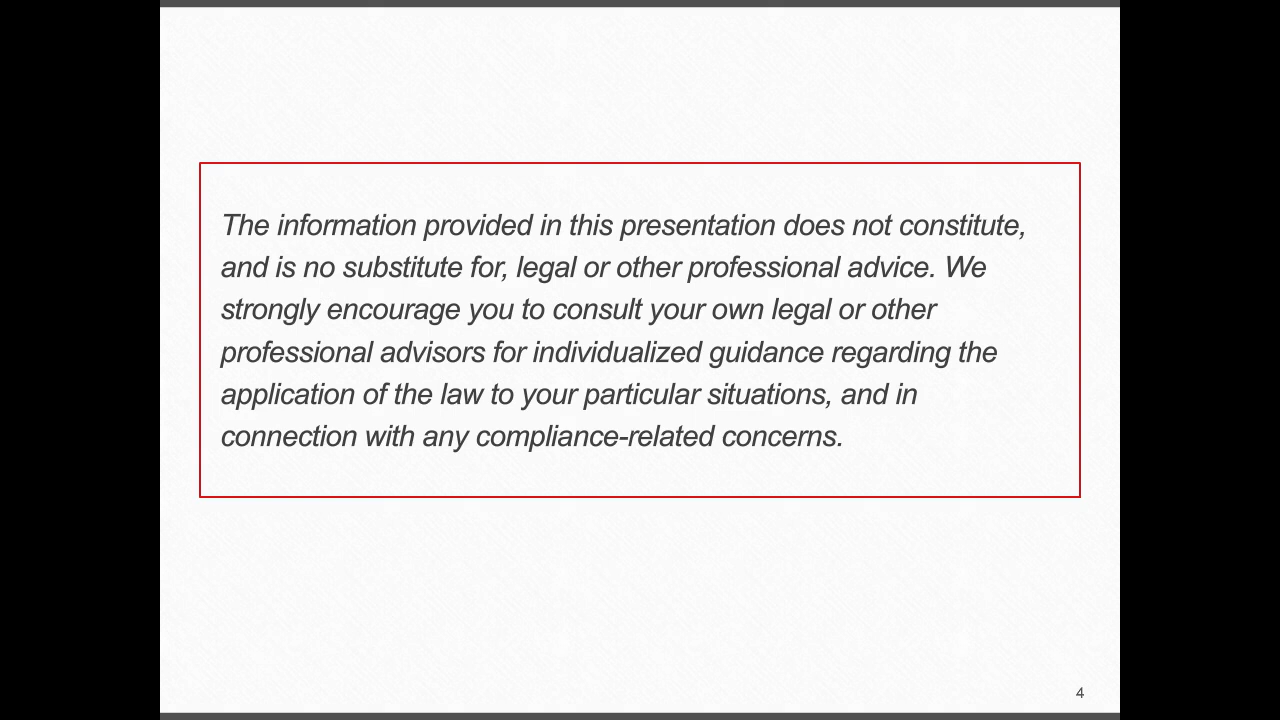 The information provided in this presentation does not constitute,
and is no substitute for, legal or other professional advice. We
strongly encourage you to consult your own legal or other
professional advisors for individualized guidance regarding the
application of the law to your particular situations, and in
connection with any compliance-related concerns.
4